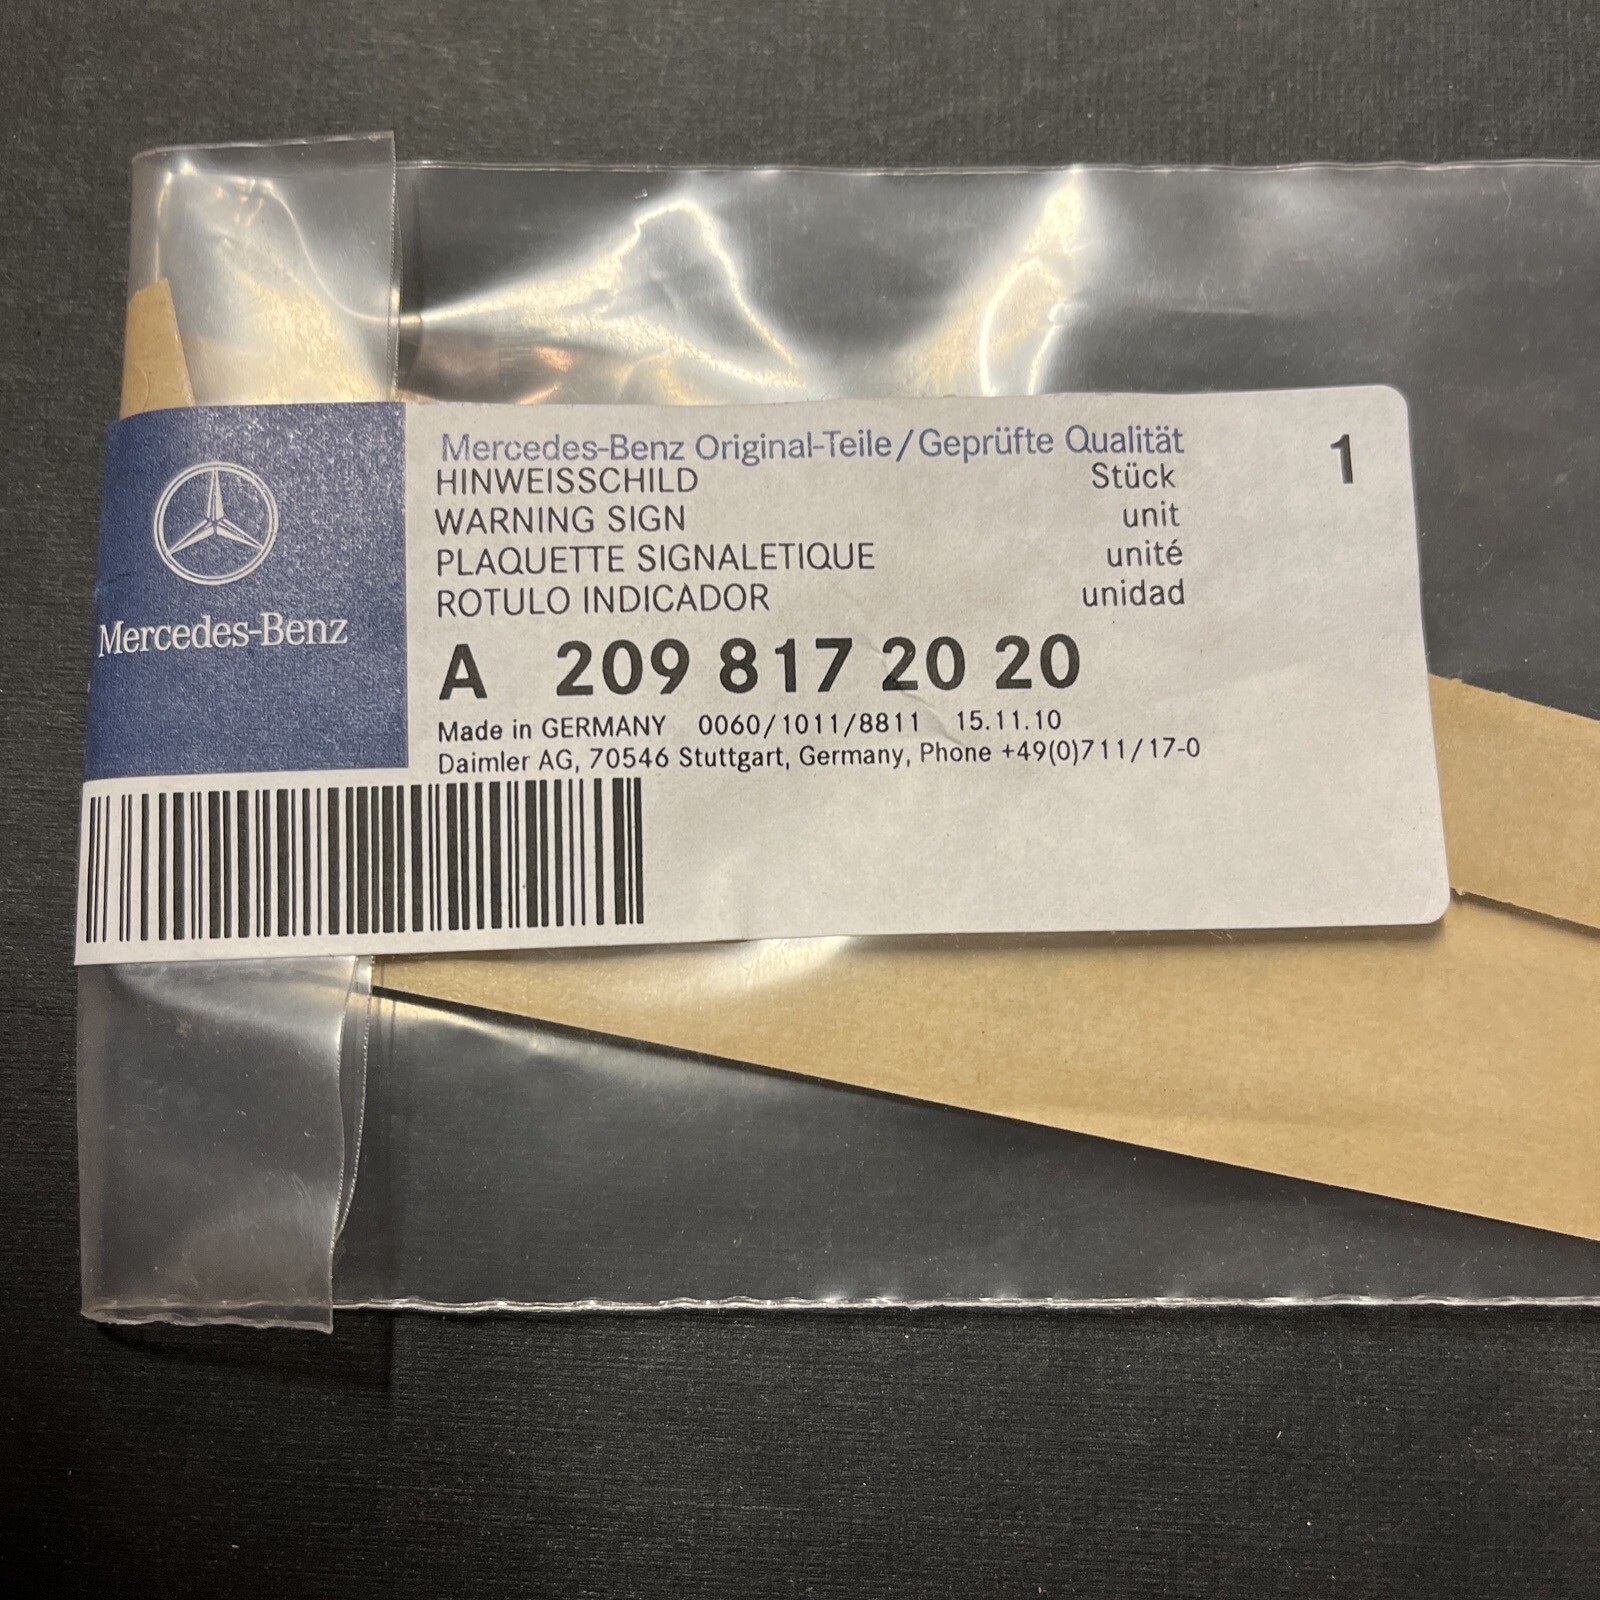 Mercedes-Benz
Mercedes-Benz Original-Teile/Geprüfte Qualität 1
HINWEISSCHILD Stück
WARNING SIGN unit
PLAQUETTE SIGNALETIQUE unité
ROTULO INDICADOR unidad
A 209 817 20 20
Made in GERMANY 0060/1011/8811 15.11.10
Daimler AG, 70546 Stuttgart, Germany, Phone +49(0)711/17-0